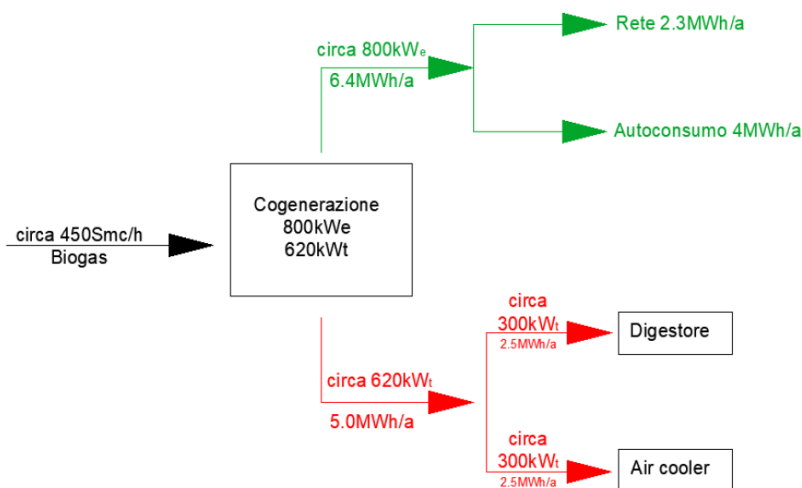 circa 800kWe
6.4MWh/a
Rete 2.3MWh/a
Autoconsumo 4MWh/a
Cogenerazione
800kWe
620kWt
circa 450Smc/h
Biogas
circa 620kWt
5.0MWh/a
circa
300kWt
2.5MWh/a
Digestore
circa
300kWt
2.5MWh/a
Air cooler